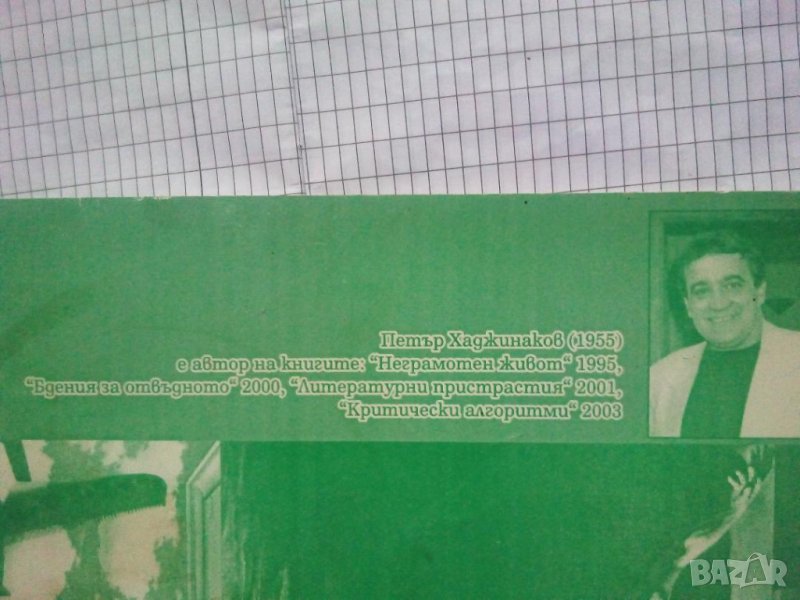 Петър Хаджинаков (1955)
е автор на книгите: "Неграмотен живот" 1995,
"Бдения за отвъдното" 2000, "Литературни пристрастия" 2001,
"Критически алгоритми" 2003
BAZAR